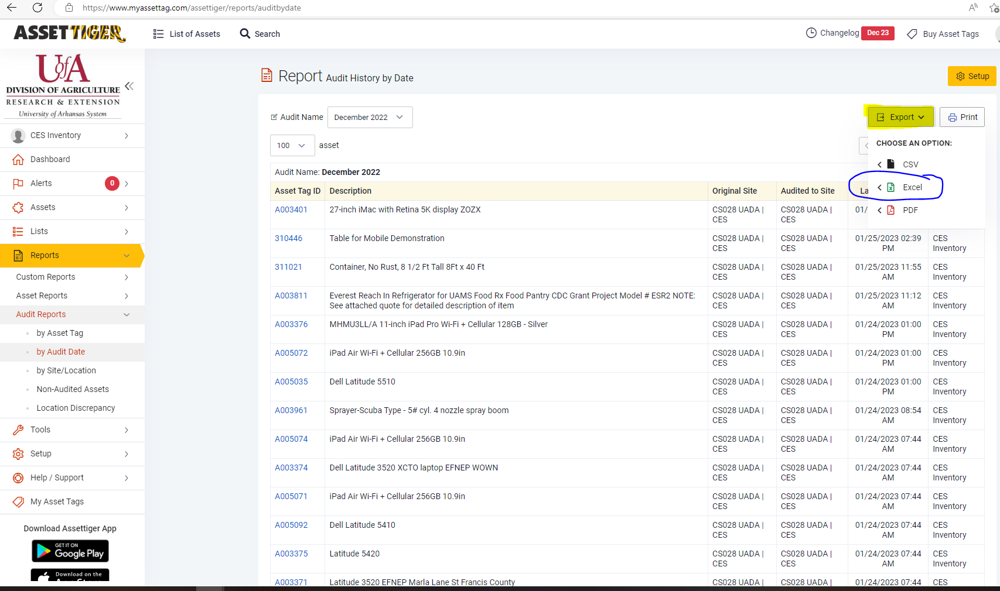 https://www.myassettag.com/assettiger/reports/auditbydate
ASSETTIGER
List of Assets
Search
Changelog Dec 23
Buy Asset Tags
UofA
DIVISION OF AGRICULTURE
RESEARCH & EXTENSION
University of Arkansas System
CES Inventory
Dashboard
Alerts 0
Assets
Lists
Reports
Custom Reports
Asset Reports
Audit Reports
by Asset Tag
by Audit Date
by Site/Location
Non-Audited Assets
Location Discrepancy
Tools
Setup
Help / Support
My Asset Tags
Download Assettiger App
GET IT ON
Google Play
Download on the
Report Audit History by Date
Setup
Audit Name December 2022
Export
Print
100 asset
CHOOSE AN OPTION:
CSV
Excel
PDF
Audit Name: December 2022
Asset Tag ID Description Original Site Audited to Site La
A003401 27-inch iMac with Retina 5K display ZOZX CS028 UADA | CS028 UADA | 01/
CES CES
310446 Table for Mobile Demonstration CS028 UADA | CS028 UADA | 01/25/2023 02:39 CES
CES CES PM Inventory
311021 Container, No Rust, 8 1/2 Ft Tall 8Ft x 40 Ft CS028 UADA | CS028 UADA | 01/25/2023 11:55 CES
CES CES AM Inventory
A003811 Everest Reach In Refrigerator for UAMS Food Rx Food Pantry CDC Grant Project Model # ESR2 NOTE: CS028 UADA | CS028 UADA | 01/25/2023 11:12 CES
See attached quote for detailed description of item CES CES AM Inventory
A003376 MHMU3LL/A 11-inch iPad Pro Wi-Fi + Cellular 128GB - Silver CS028 UADA | CS028 UADA | 01/24/2023 01:00 CES
CES CES PM Inventory
A005072 iPad Air Wi-Fi + Cellular 256GB 10.9in CS028 UADA | CS028 UADA | 01/24/2023 01:00 CES
CES CES PM Inventory
A005035 Dell Latitude 5510 CS028 UADA | CS028 UADA | 01/24/2023 01:00 CES
CES CES PM Inventory
A003961 Sprayer-Scuba Type - 5# cyl. 4 nozzle spray boom CS028 UADA | CS028 UADA | 01/24/2023 08:54 CES
CES CES AM Inventory
A005074 iPad Air Wi-Fi + Cellular 256GB 10.9in CS028 UADA | CS028 UADA | 01/24/2023 07:44 CES
CES CES AM Inventory
A003374 Dell Latitude 3520 XCTO laptop EFNEP WOWN CS028 UADA | CS028 UADA | 01/24/2023 07:44 CES
CES CES AM Inventory
A005071 iPad Air Wi-Fi + Cellular 256GB 10.9in CS028 UADA | CS028 UADA | 01/24/2023 07:44 CES
CES CES AM Inventory
A005092 Dell Latitude 5410 CS028 UADA | CS028 UADA | 01/24/2023 07:44 CES
CES CES AM Inventory
A003375 Latitude 5420 CS028 UADA | CS028 UADA | 01/24/2023 07:44 CES
CES CES AM Inventory
A003371 Latitude 3520 EFNEP Marla Lane St Francis County CS028 UADA | CS028 UADA | 01/24/2023 07:44 CES